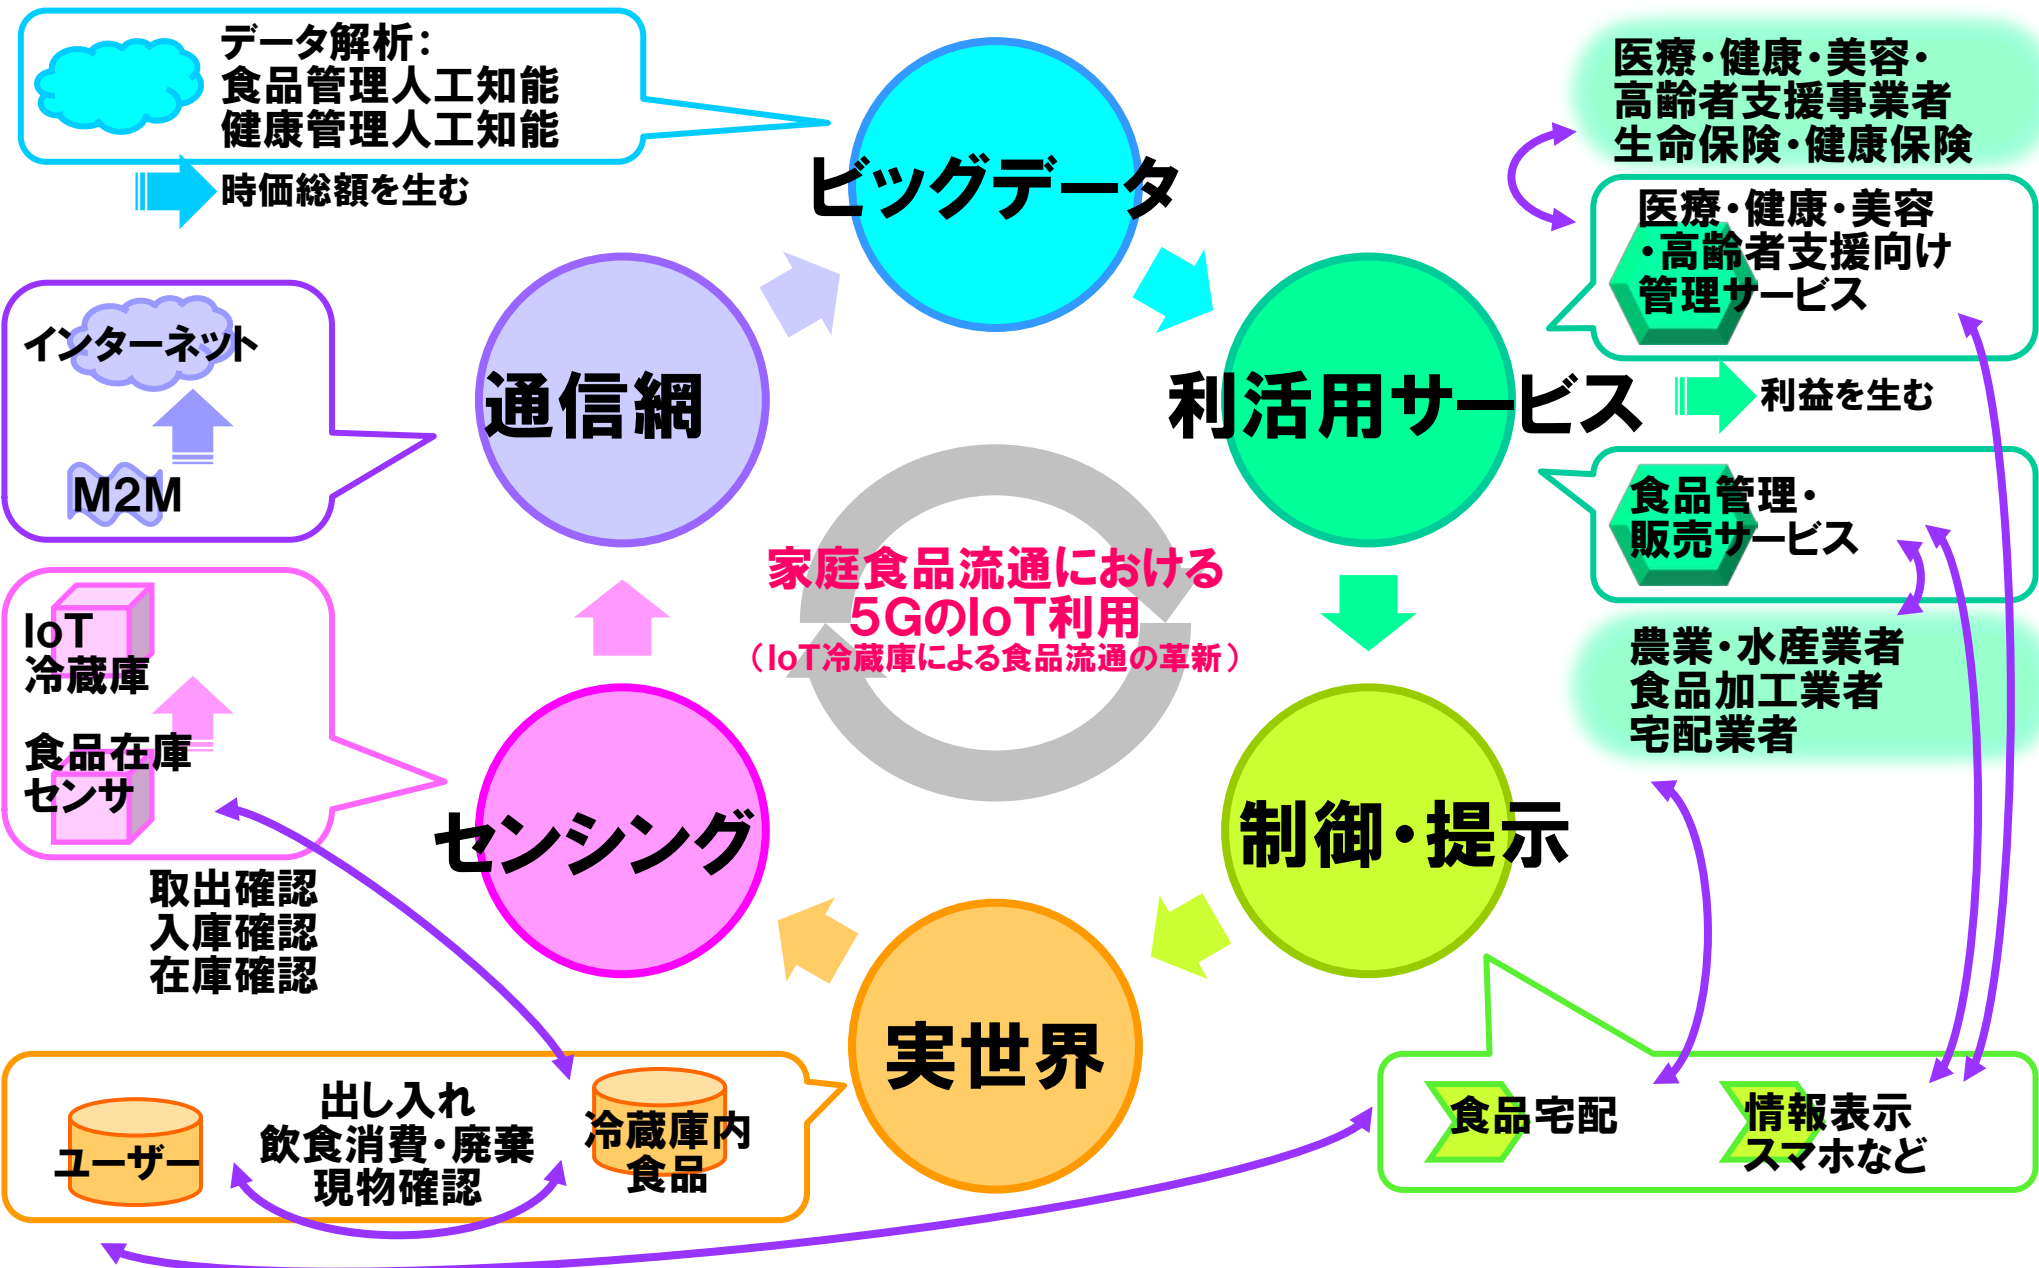 データ解析：
食品管理人工知能
健康管理人工知能
時価総額を生む
ビッグデータ
医療・健康・美容・
高齢者支援事業者
生命保険・健康保険
医療・健康・美容
・高齢者支援向け
管理サービス
利益を生む
インターネット
M2M
通信網
利活用サービス
食品管理・
販売サービス
家庭食品流通における
5GのIoT利用
（IoT冷蔵庫による食品流通の革新）
IoT
冷蔵庫
食品在庫
センサ
農業・水産業者
食品加工業者
宅配業者
センシング
制御・提示
取出確認
入庫確認
在庫確認
実世界
ユーザー
出し入れ
飲食消費・廃棄
現物確認
冷蔵庫内
食品
食品宅配
情報表示
スマホなど